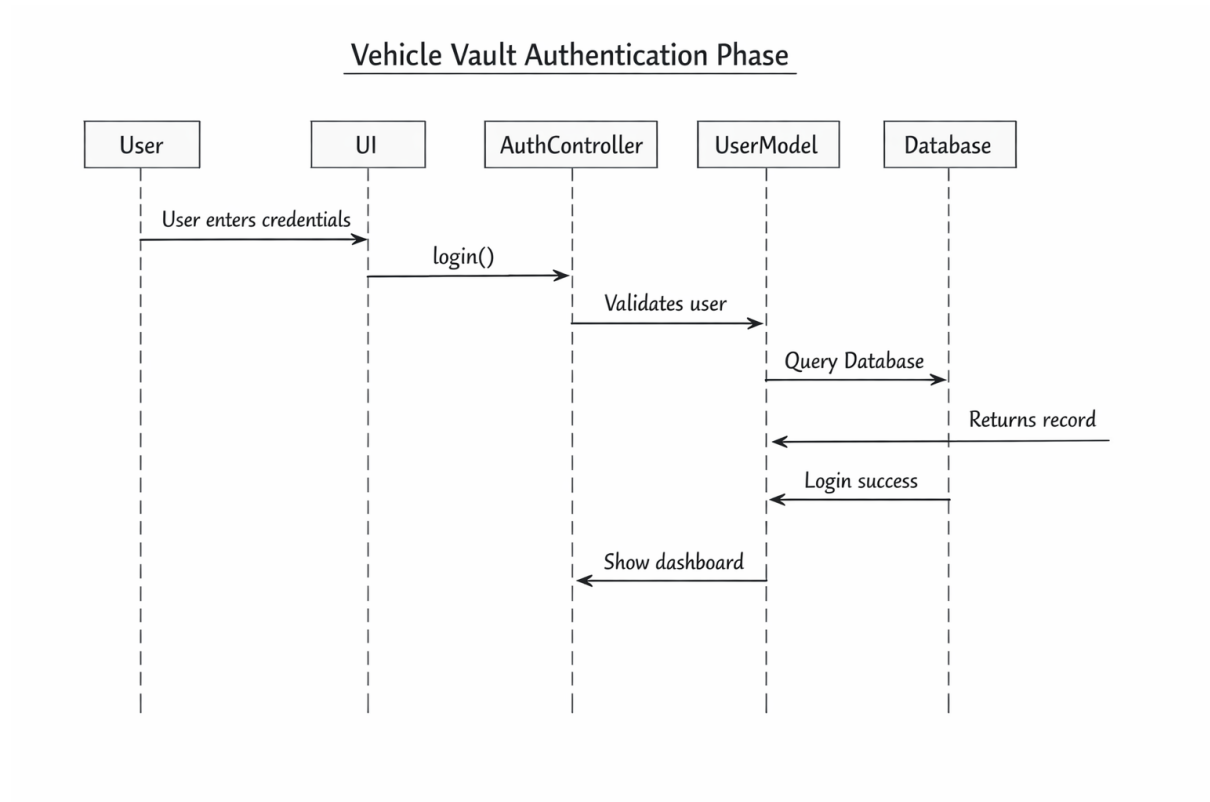 Vehicle Vault Authentication Phase
User
UI
AuthController
UserModel
Database
User enters credentials
login()
Validates user
Query Database
Returns record
Login success
Show dashboard